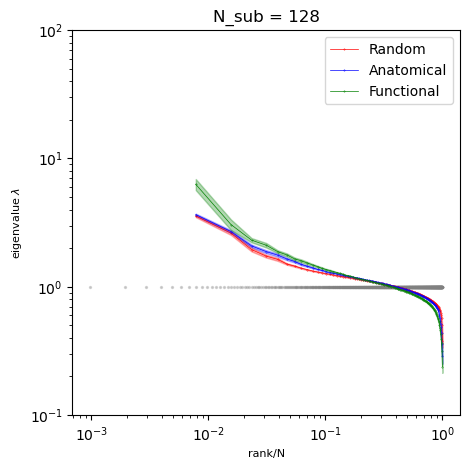 N_sub = 128
Random
Anatomical
Functional
eigenvalue λ
10²
10¹
10⁰
10⁻¹
10⁻³
10⁻²
10⁻¹
10⁰
rank/N